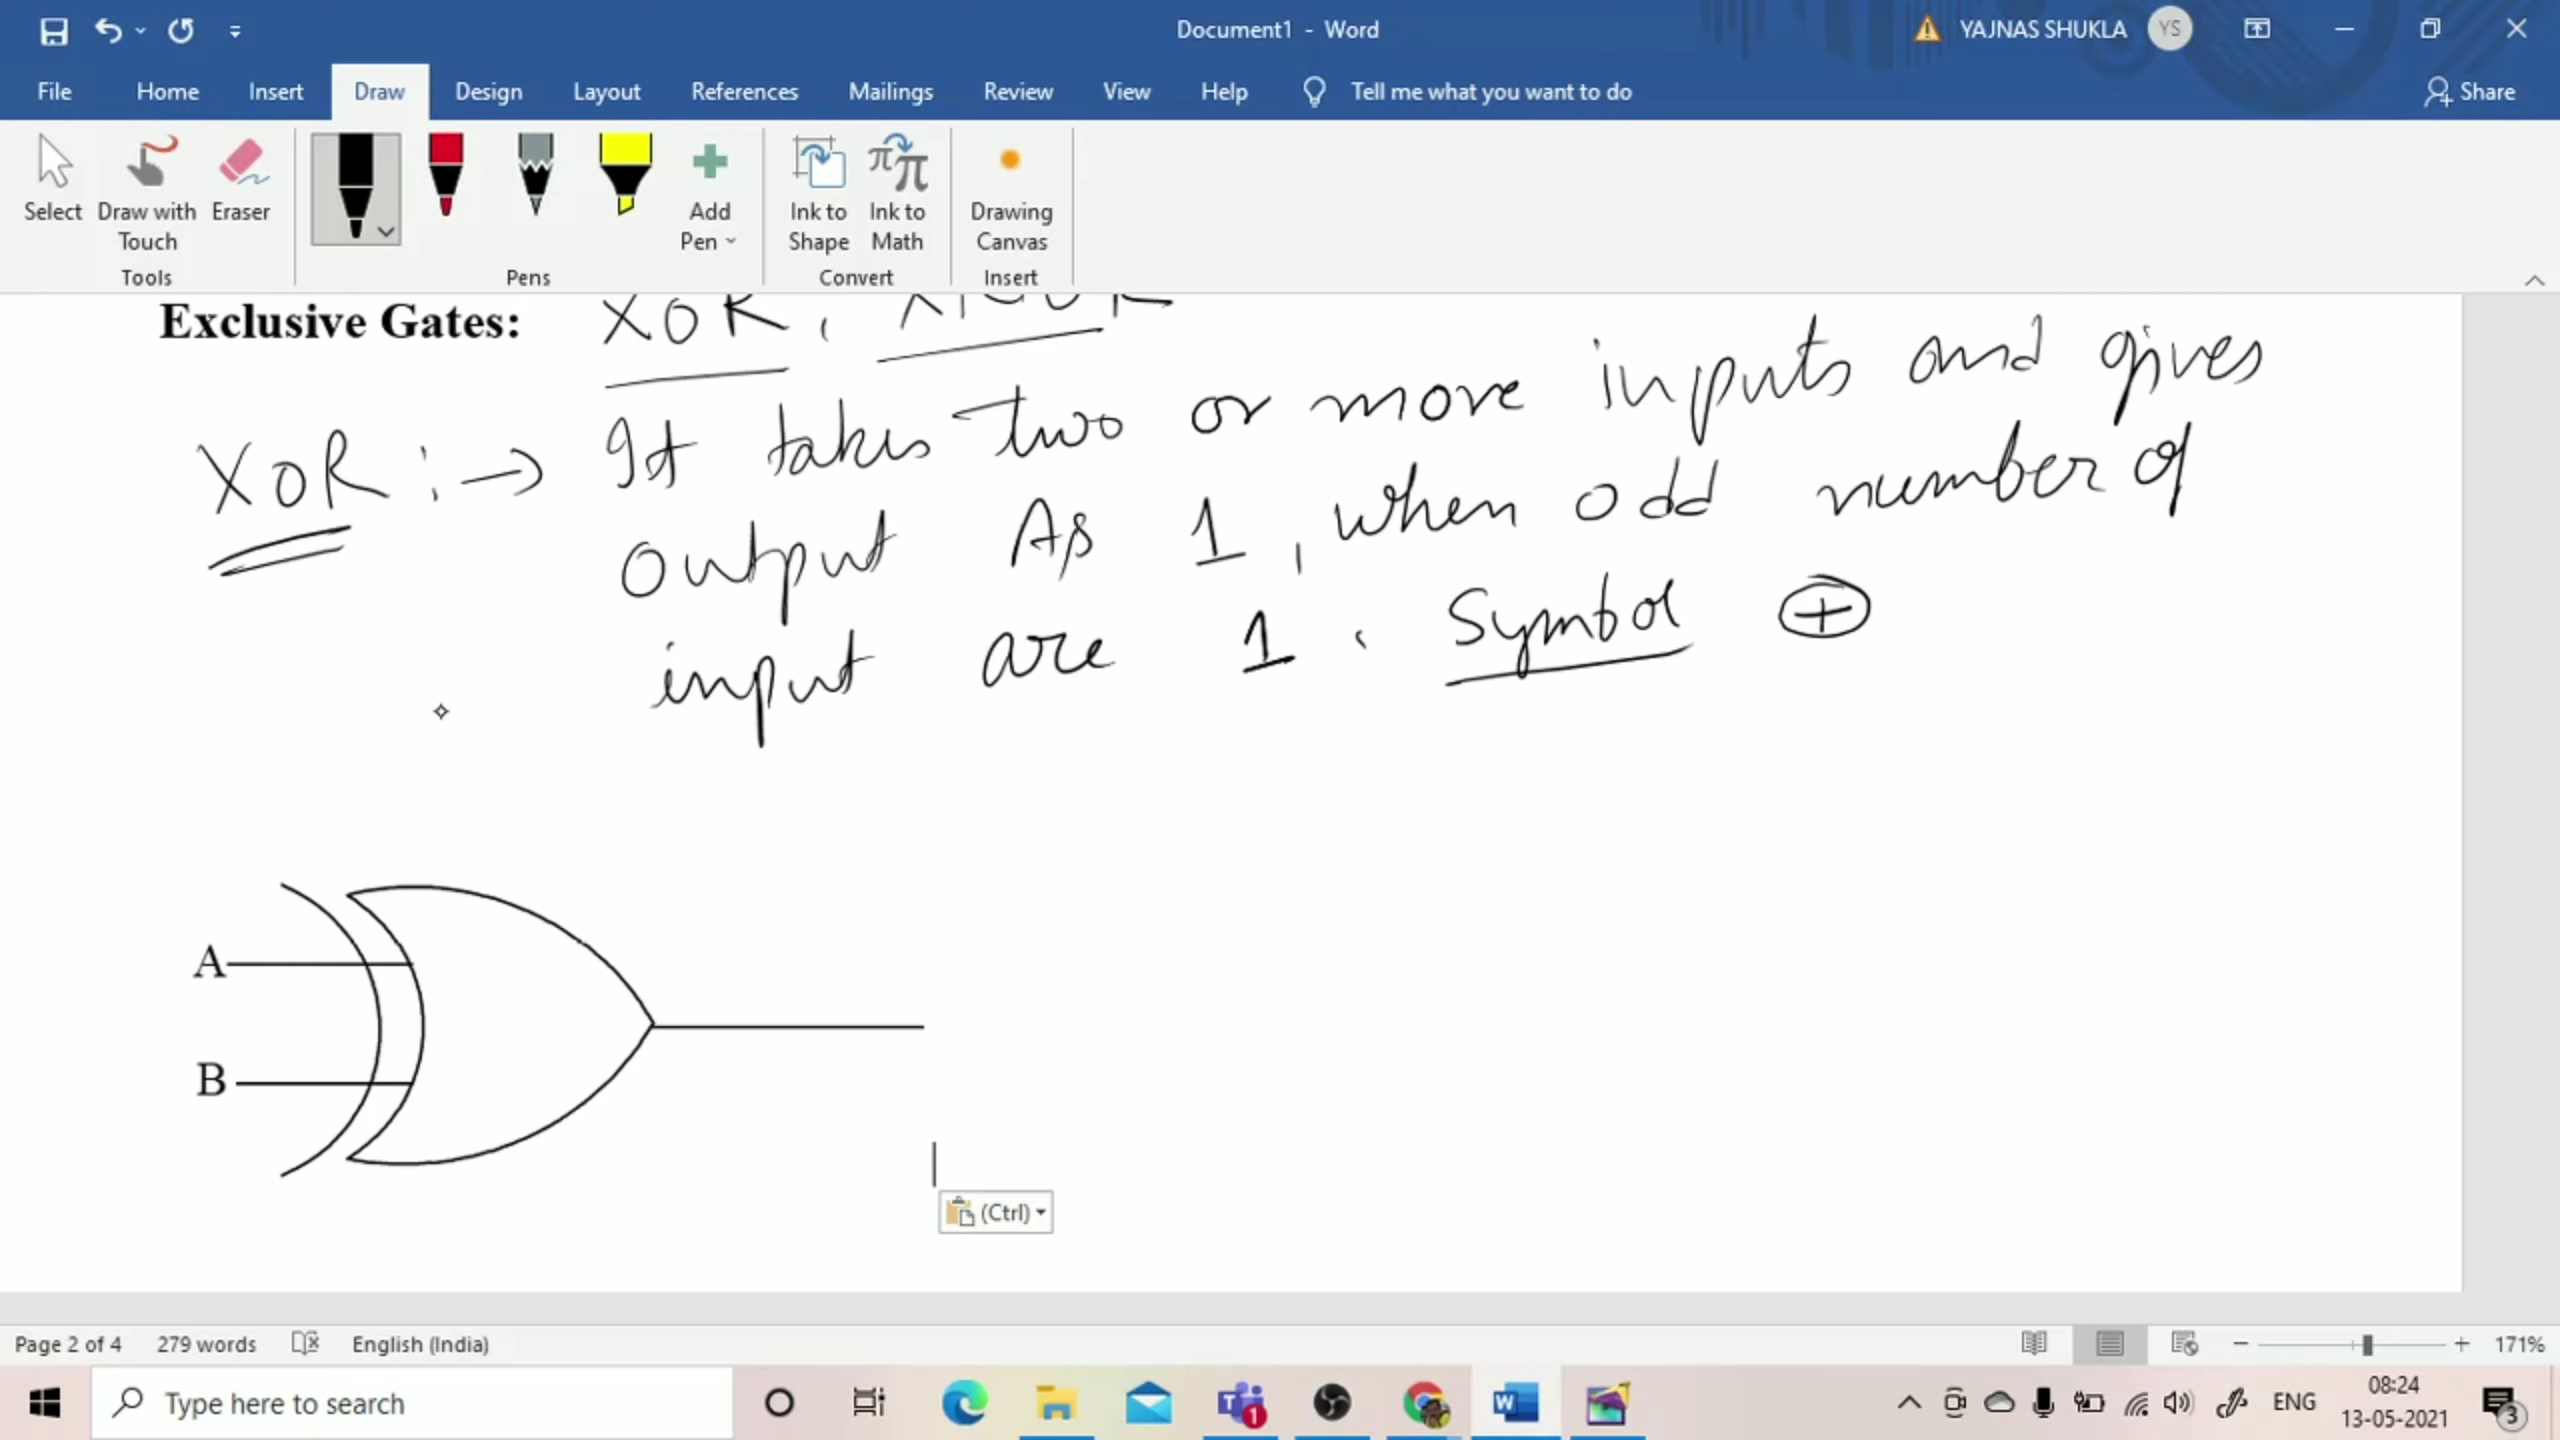 Document1 - Word
YAJNAS SHUKLA
YS
File Home Insert Draw Design Layout References Mailings Review View Help Tell me what you want to do
Share
Select
Draw with Touch
Eraser
Tools
Add Pen
Pens
Ink to Shape
Ink to Math
Convert
Drawing Canvas
Insert
Exclusive Gates: XOR, XNOR
XOR :→ It takes two or more inputs and gives
output As 1, when odd number of
input are 1. Symbol ⊕
A
B
(Ctrl)
Page 2 of 4 279 words English (India)
171%
Type here to search
T 1
W
ENG
08:24
13-05-2021
3